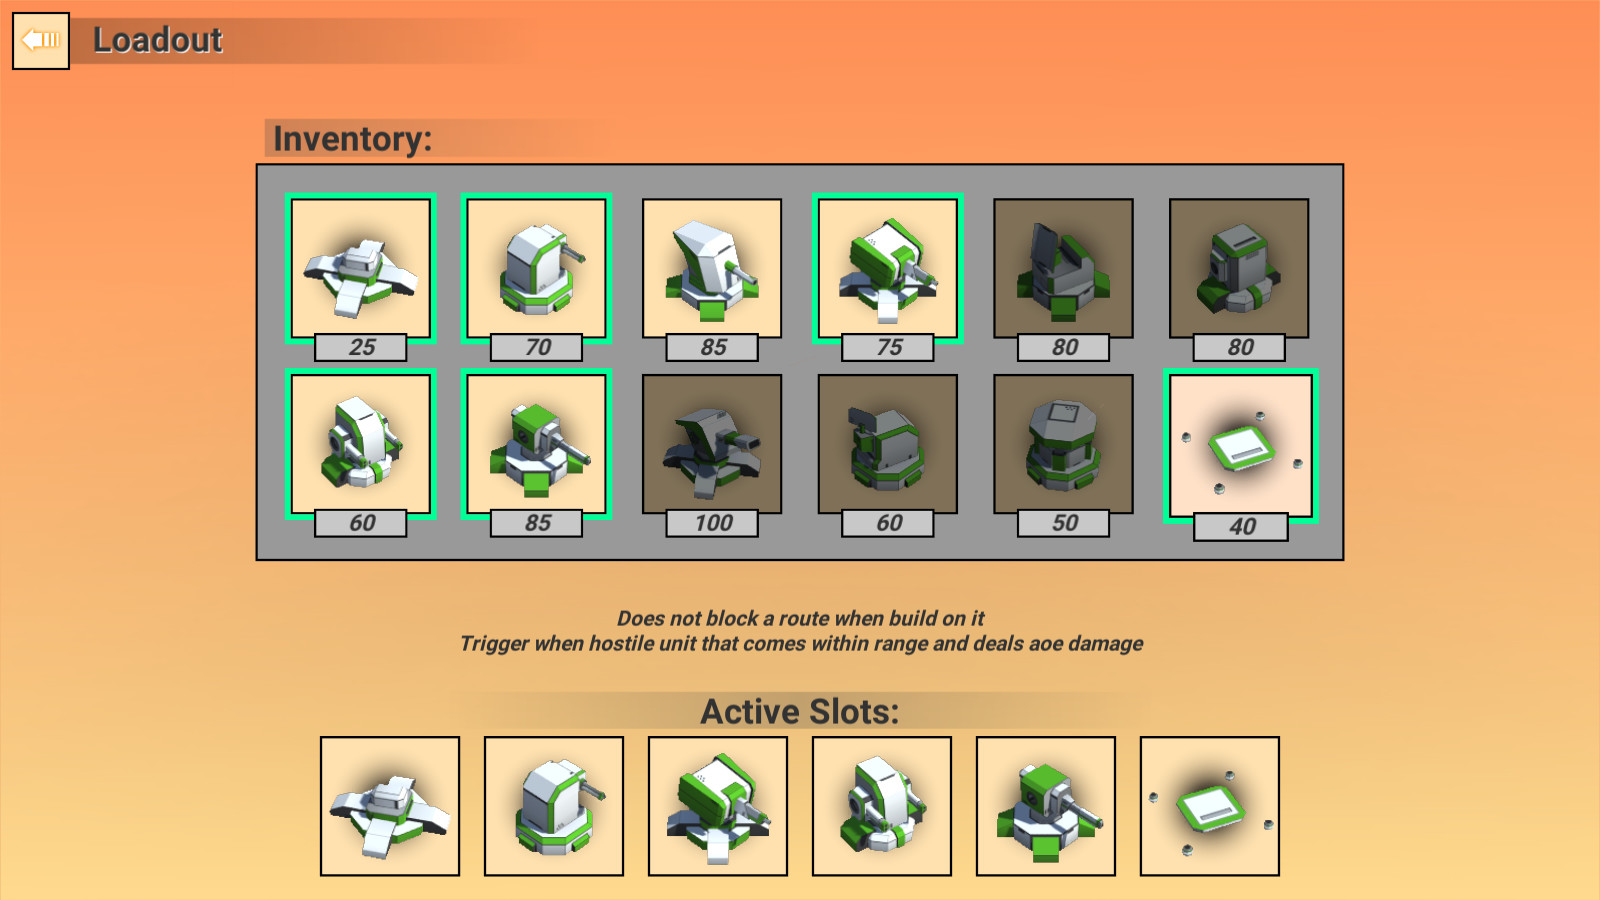 Loadout
Inventory:
25
70
85
75
80
80
60
85
100
60
50
40
Does not block a route when build on it
Trigger when hostile unit that comes within range and deals aoe damage
Active Slots: